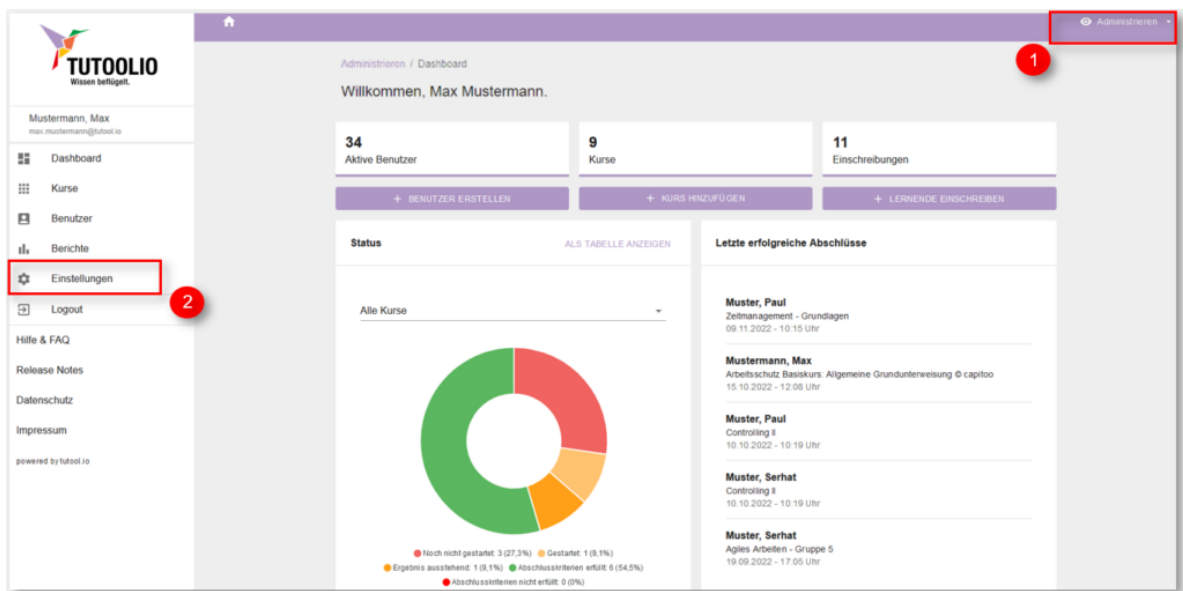 Administrieren
1
TUTOOLIO
Wissen beflügelt.
Mustermann, Max
max.mustermann@tutool.io
Dashboard
Kurse
Benutzer
Berichte
Einstellungen
2
Logout
Hilfe & FAQ
Release Notes
Datenschutz
Impressum
powered by tutool.io
Administrieren / Dashboard
Willkommen, Max Mustermann.
34
Aktive Benutzer
9
Kurse
11
Einschreibungen
+ BENUTZER ERSTELLEN
+ KURS HINZUFÜGEN
+ LERNENDE EINSCHREIBEN
Status
ALS TABELLE ANZEIGEN
Alle Kurse
Noch nicht gestartet: 3 (27,3%) Gestartet: 1 (9,1%)
Ergebnis ausstehend: 1 (9,1%) Abschlusskriterien erfüllt: 6 (54,5%)
Abschlusskriterien nicht erfüllt: 0 (0%)
Letzte erfolgreiche Abschlüsse
Muster, Paul
Zeitmanagement - Grundlagen
09.11.2022 - 10:15 Uhr
Mustermann, Max
Arbeitsschutz Basiskurs: Allgemeine Grundunterweisung © capitoo
15.10.2022 - 12:08 Uhr
Muster, Paul
Controlling II
10.10.2022 - 10:19 Uhr
Muster, Serhat
Controlling II
10.10.2022 - 10:19 Uhr
Muster, Serhat
Agiles Arbeiten - Gruppe 5
19.09.2022 - 17:05 Uhr